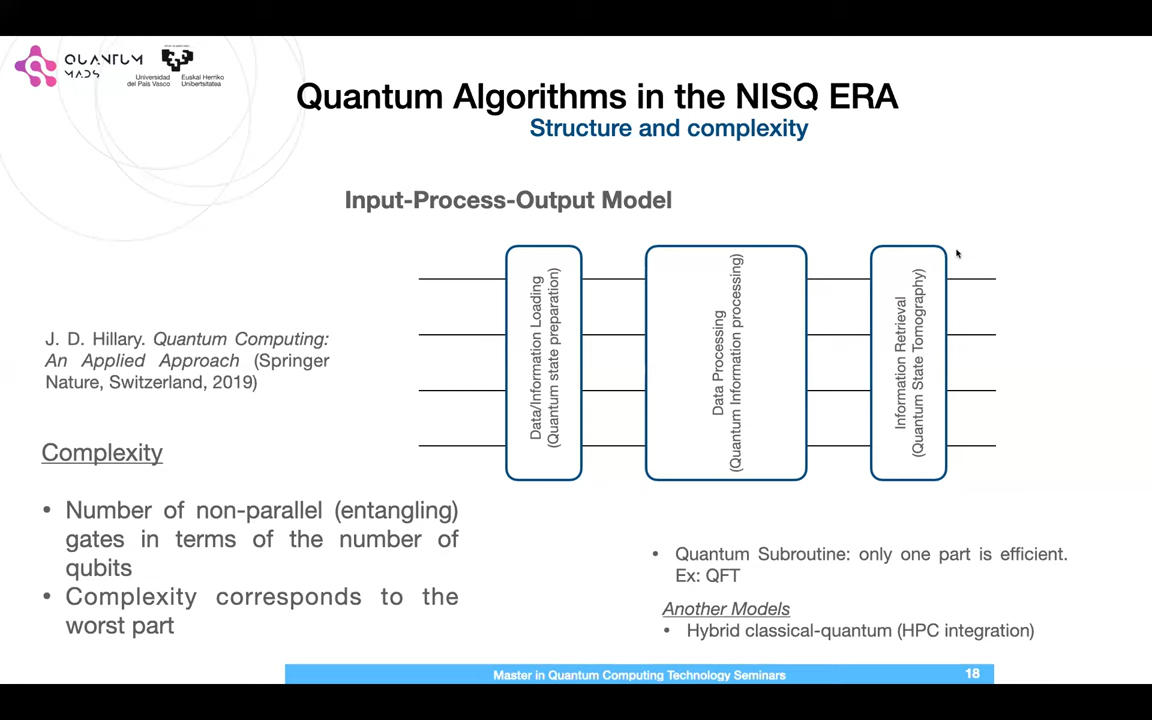 QUANTUM
MADS
Universidad
del País Vasco
Euskal Herriko
Unibertsitatea
Quantum Algorithms in the NISQ ERA
Structure and complexity
Input-Process-Output Model
Data/Information Loading
(Quantum state preparation)
Data Processing
(Quantum Information processing)
Information Retrieval
(Quantum State Tomography)
J. D. Hillary. Quantum Computing:
An Applied Approach (Springer
Nature, Switzerland, 2019)
Complexity
• Number of non-parallel (entangling)
gates in terms of the number of
qubits
• Complexity corresponds to the
worst part
• Quantum Subroutine: only one part is efficient.
Ex: QFT
Another Models
• Hybrid classical-quantum (HPC integration)
Master in Quantum Computing Technology Seminars
18